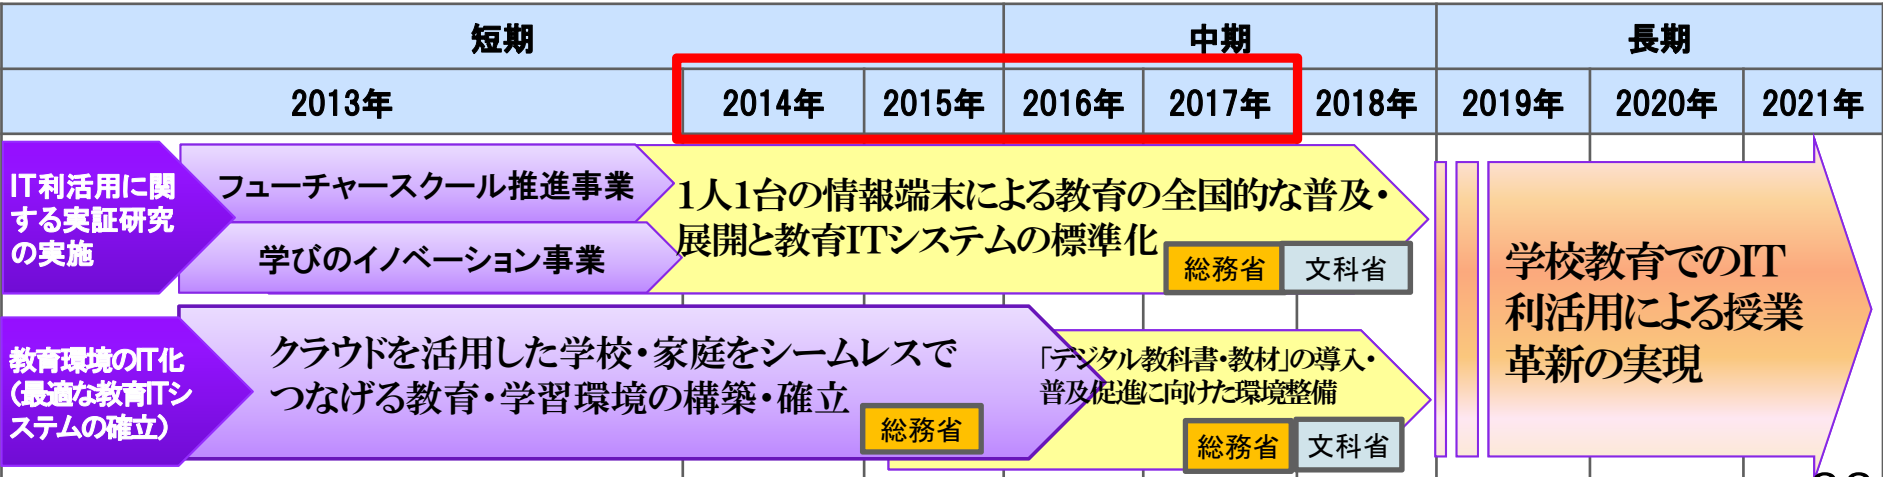 短期
中期
長期
2013年
2014年
2015年
2016年
2017年
2018年
2019年
2020年
2021年
IT利活用に関
する実証研究
の実施
フューチャースクール推進事業
学びのイノベーション事業
1人1台の情報端末による教育の全国的な普及・
展開と教育ITシステムの標準化
総務省
文科省
学校教育でのIT
利活用による授業
革新の実現
教育環境のIT化
（最適な教育ITシ
ステムの確立）
クラウドを活用した学校・家庭をシームレスで
つなげる教育・学習環境の構築・確立
総務省
「デジタル教科書・教材」の導入・
普及促進に向けた環境整備
総務省
文科省